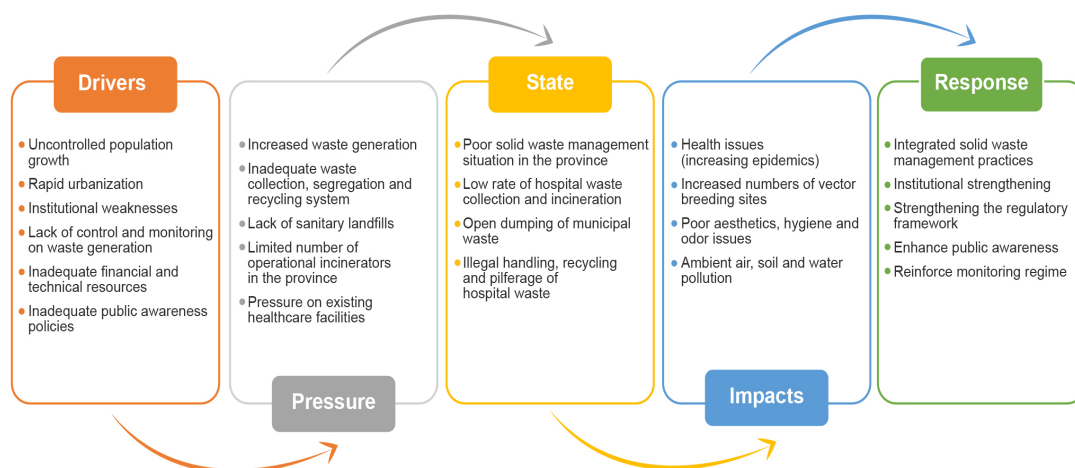 Drivers
Uncontrolled population
growth
Rapid urbanization
Institutional weaknesses
Lack of control and monitoring
on waste generation
Inadequate financial and
technical resources
Inadequate public awareness
policies
Increased waste generation
Inadequate waste
collection, segregation and
recycling system
Lack of sanitary landfills
Limited number of
operational incinerators
in the province
Pressure on existing
healthcare facilities
Pressure
State
Poor solid waste management
situation in the province
Low rate of hospital waste
collection and incineration
Open dumping of municipal
waste
Illegal handling, recycling
and pilferage of
hospital waste
Health issues
(increasing epidemics)
Increased numbers of vector
breeding sites
Poor aesthetics, hygiene and
odor issues
Ambient air, soil and water
pollution
Impacts
Response
Integrated solid waste
management practices
Institutional strengthening
Strengthening the regulatory
framework
Enhance public awareness
Reinforce monitoring regime